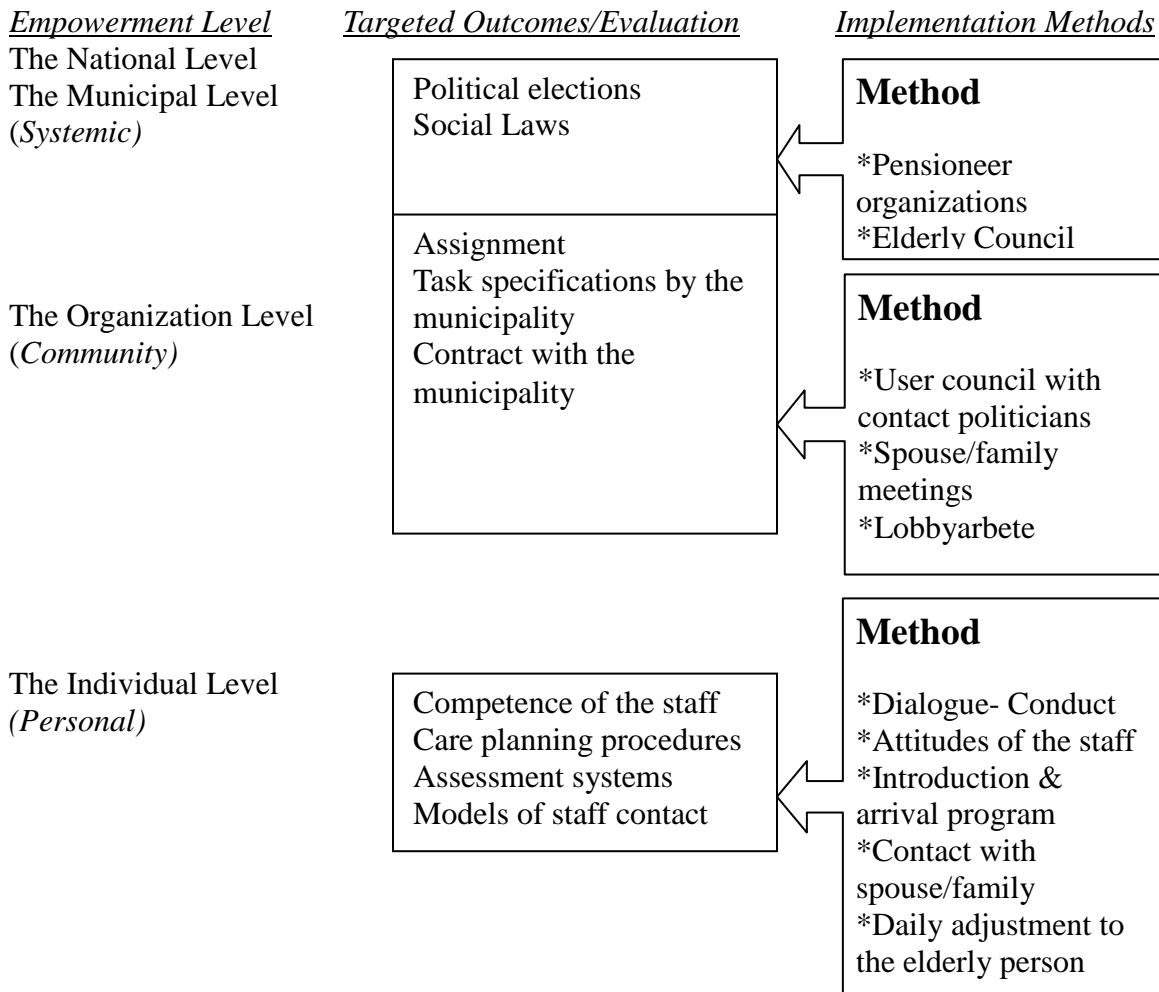 Empowerment Level
Targeted Outcomes/Evaluation
Implementation Methods
The National Level
The Municipal Level
(Systemic)
Political elections
Social Laws
Method
*Pensioneer
organizations
*Elderly Council
The Organization Level
(Community)
Assignment
Task specifications by the
municipality
Contract with the
municipality
Method
*User council with
contact politicians
*Spouse/family
meetings
*Lobbyarbete
The Individual Level
(Personal)
Competence of the staff
Care planning procedures
Assessment systems
Models of staff contact
Method
*Dialogue- Conduct
*Attitudes of the staff
*Introduction &
arrival program
*Contact with
spouse/family
*Daily adjustment to
the elderly person